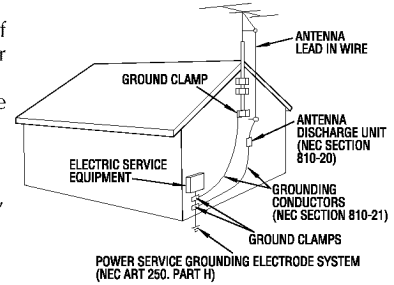 f
r
e
,
ANTENNA
LEAD IN WIRE
GROUND CLAMP
ANTENNA
DISCHARGE UNIT
(NEC SECTION
810-20)
ELECTRIC SERVICE
EQUIPMENT
GROUNDING
CONDUCTORS
(NEC SECTION 810-21)
GROUND CLAMPS
POWER SERVICE GROUNDING ELECTRODE SYSTEM
(NEC ART 250. PART H)